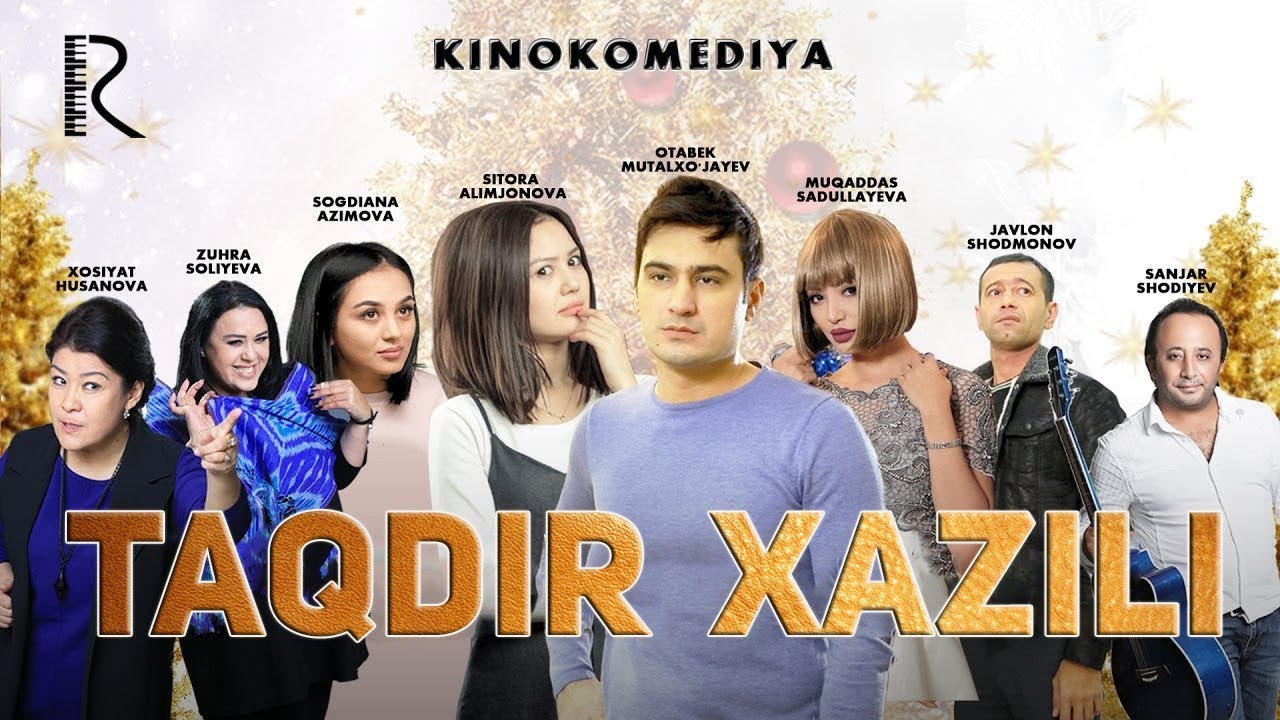 R
KINOKOMEDIYA
OTABEK
MUTALXO'JAYEV
SITORA
ALIMJONOVA
MUQADDAS
SADULLAYEVA
SOGDIANA
AZIMOVA
JAVLON
SHODMONOV
ZUHRA
SOLIYEVA
XOSIYAT
HUSANOVA
SANJAR
SHODIYEV
TAQDIR XAZILI